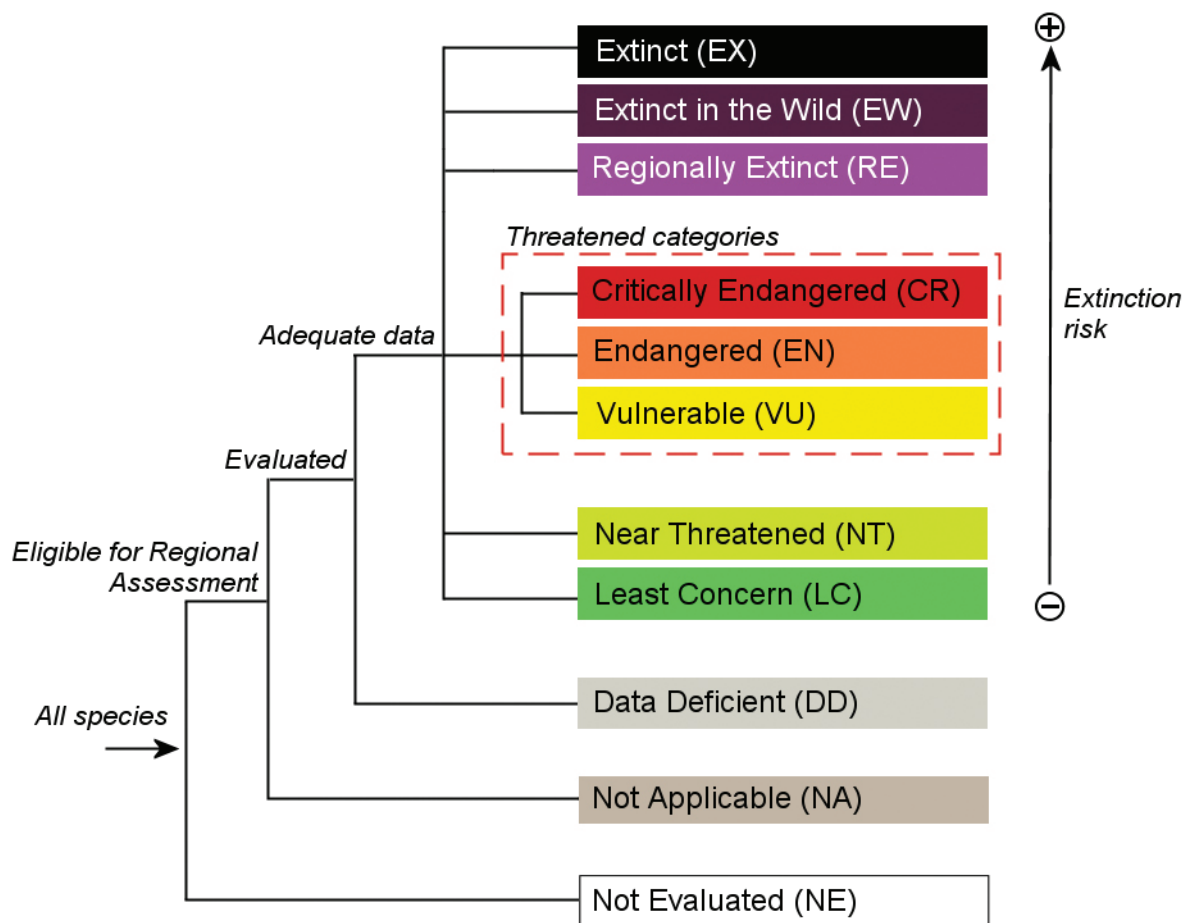 Extinct (EX)
Extinct in the Wild (EW)
Regionally Extinct (RE)
Threatened categories
Critically Endangered (CR)
Extinction
risk
Adequate data
Endangered (EN)
Vulnerable (VU)
Evaluated
Near Threatened (NT)
Eligible for Regional
Assessment
Least Concern (LC)
Data Deficient (DD)
All species
Not Applicable (NA)
Not Evaluated (NE)